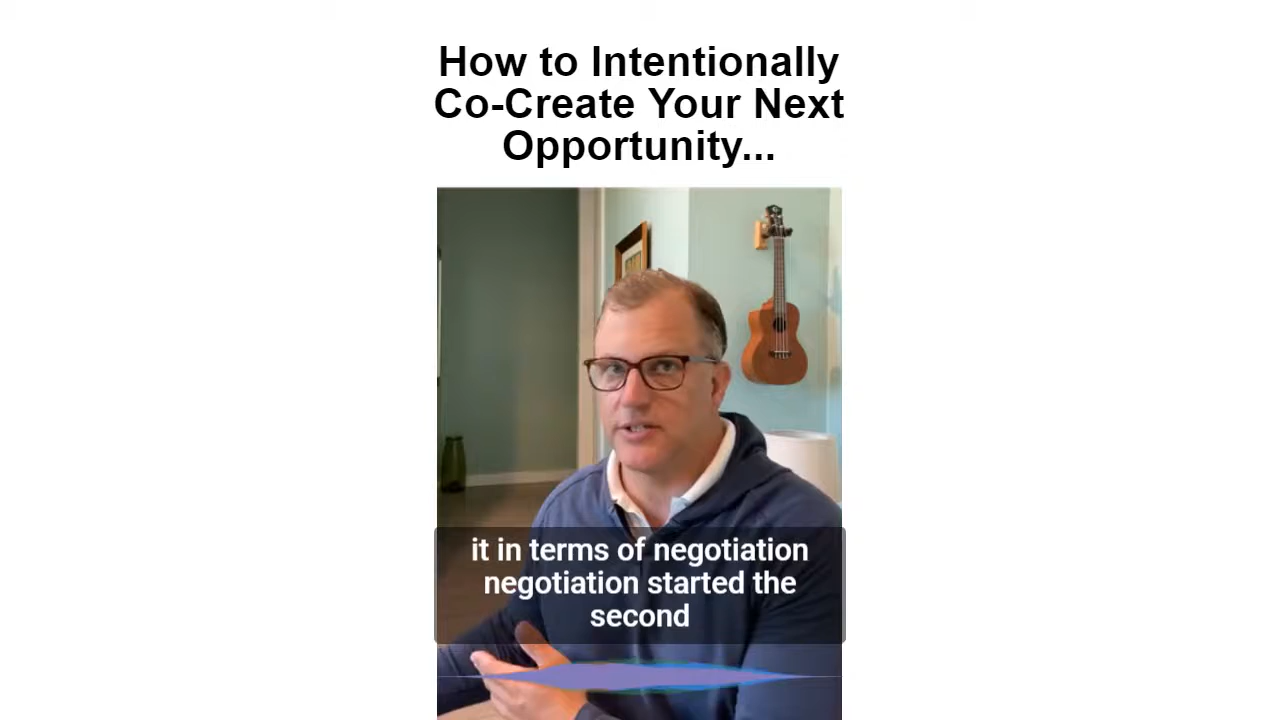 How to Intentionally
Co-Create Your Next
Opportunity...
it in terms of negotiation
negotiation started the
second